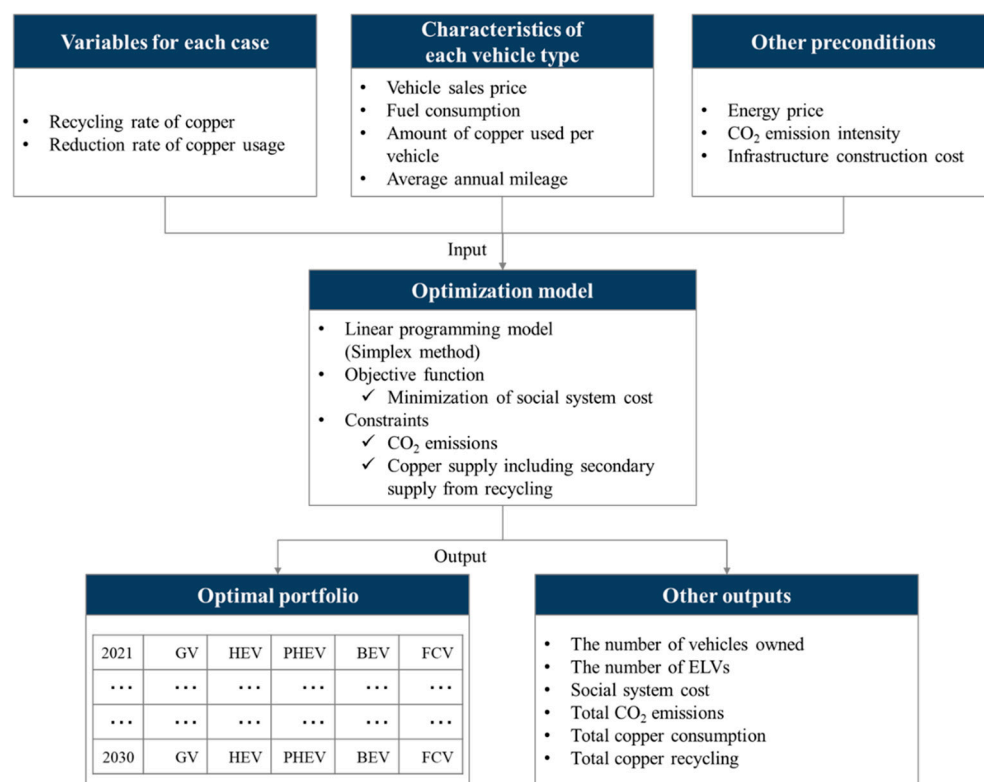 Variables for each case
• Recycling rate of copper
• Reduction rate of copper usage
Characteristics of
each vehicle type
• Vehicle sales price
• Fuel consumption
• Amount of copper used per
vehicle
• Average annual mileage
Other preconditions
• Energy price
• CO₂ emission intensity
• Infrastructure construction cost
Input
Optimization model
• Linear programming model
(Simplex method)
• Objective function
✓ Minimization of social system cost
• Constraints
✓ CO₂ emissions
✓ Copper supply including secondary
supply from recycling
Output
Optimal portfolio
2021 GV HEV PHEV BEV FCV
… … … … … …
… … … … … …
2030 GV HEV PHEV BEV FCV
Other outputs
• The number of vehicles owned
• The number of ELVs
• Social system cost
• Total CO₂ emissions
• Total copper consumption
• Total copper recycling